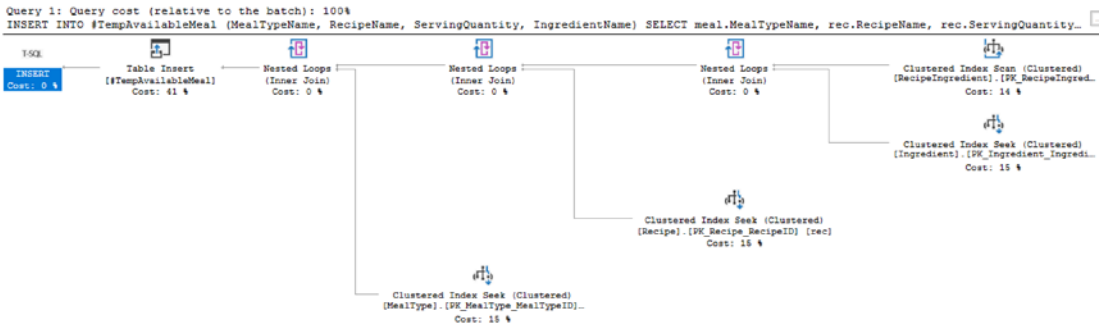 Query 1: Query cost (relative to the batch): 100%
INSERT INTO #TempAvailableMeal (MealTypeName, RecipeName, ServingQuantity, IngredientName) SELECT meal.MealTypeName, rec.RecipeName, rec.ServingQuantity…
T-SQL
INSERT
Cost: 0 %
Table Insert
[#TempAvailableMeal]
Cost: 41 %
Nested Loops
(Inner Join)
Cost: 0 %
Nested Loops
(Inner Join)
Cost: 0 %
Nested Loops
(Inner Join)
Cost: 0 %
Clustered Index Scan (Clustered)
[RecipeIngredient].[PK_RecipeIngred…
Cost: 14 %
Clustered Index Seek (Clustered)
[Ingredient].[PK_Ingredient_Ingredi…
Cost: 15 %
Clustered Index Seek (Clustered)
[Recipe].[PK_Recipe_RecipeID] [rec]
Cost: 15 %
Clustered Index Seek (Clustered)
[MealType].[PK_MealType_MealTypeID]…
Cost: 15 %